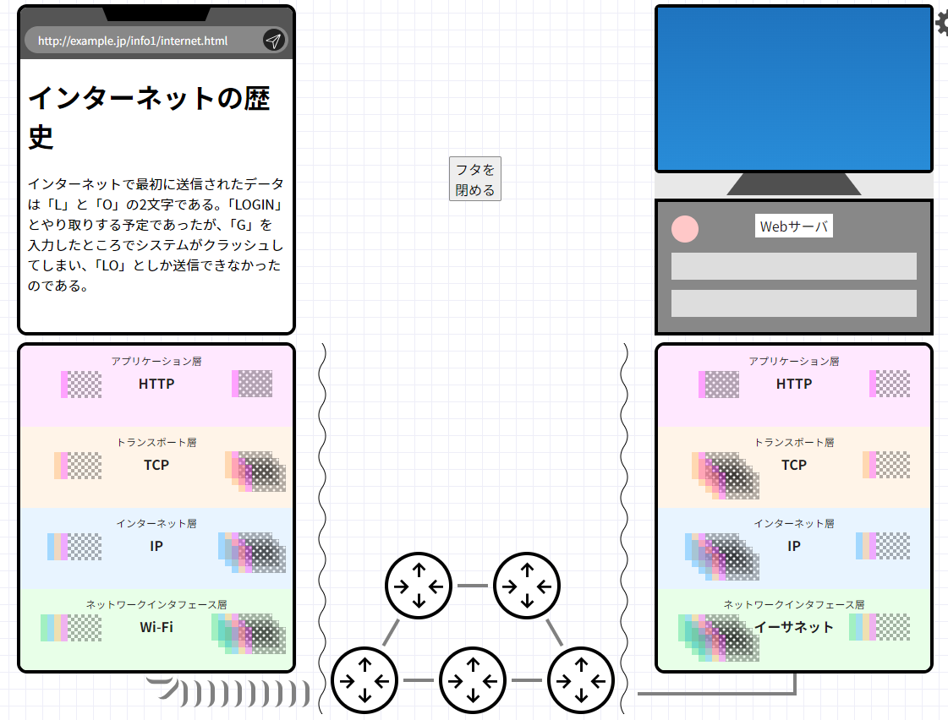 http://example.jp/info1/internet.html
インターネットの歴
史
インターネットで最初に送信されたデータ
は「L」と「O」の2文字である。「LOGIN」
とやり取りする予定であったが、「G」を
入力したところでシステムがクラッシュし
てしまい、「LO」としか送信できなかった
のである。
フタを
閉める
Webサーバ
アプリケーション層
HTTP
トランスポート層
TCP
インターネット層
IP
ネットワークインタフェース層
Wi-Fi
アプリケーション層
HTTP
トランスポート層
TCP
インターネット層
IP
ネットワークインタフェース層
イーサネット